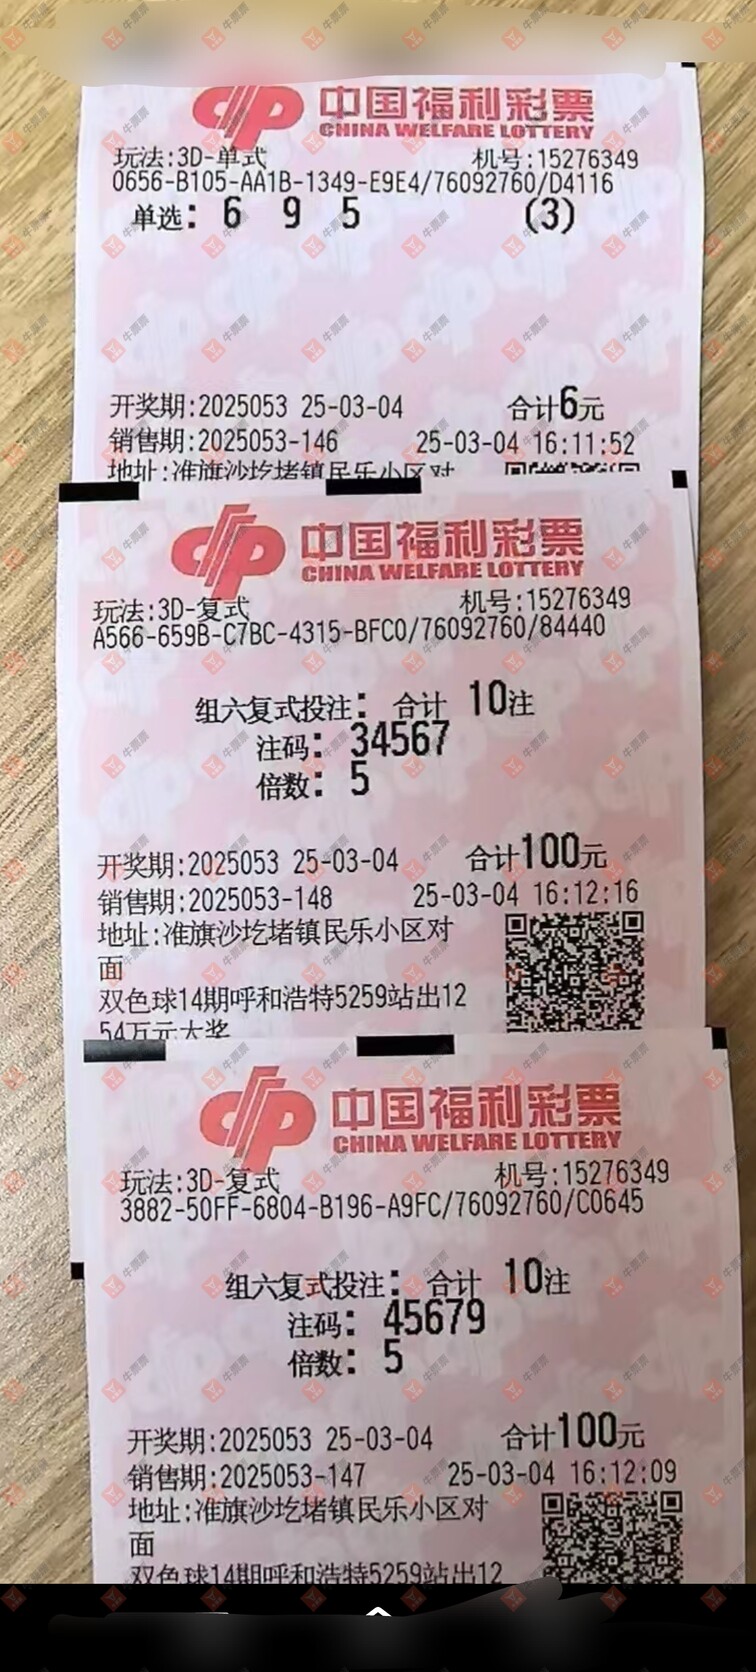 中国福利彩票
CHINA WELFARE LOTTERY
玩法:3D-单式 机号:15276349
0656-B105-AA1B-1349-E9E4/76092760/D4116
单选: 6 9 5 (3)
开奖期:2025053 25-03-04 合计6元
销售期:2025053-146 25-03-04 16:11:52
地址:准旗沙圪堵镇民乐小区对
中国福利彩票
CHINA WELFARE LOTTERY
玩法:3D-复式 机号:15276349
A566-659B-C7BC-4315-BFC0/76092760/84440
组六复式投注: 合计 10注
注码: 34567
倍数: 5
开奖期:2025053 25-03-04 合计100元
销售期:2025053-148 25-03-04 16:12:16
地址:准旗沙圪堵镇民乐小区对
面
双色球14期呼和浩特5259站出12
54万元大奖
中国福利彩票
CHINA WELFARE LOTTERY
玩法:3D-复式 机号:15276349
3882-50FF-6804-B196-A9FC/76092760/C0645
组六复式投注: 合计 10注
注码: 45679
倍数: 5
开奖期:2025053 25-03-04 合计100元
销售期:2025053-147 25-03-04 16:12:09
地址:准旗沙圪堵镇民乐小区对
面
双色球14期呼和浩特5259站出12